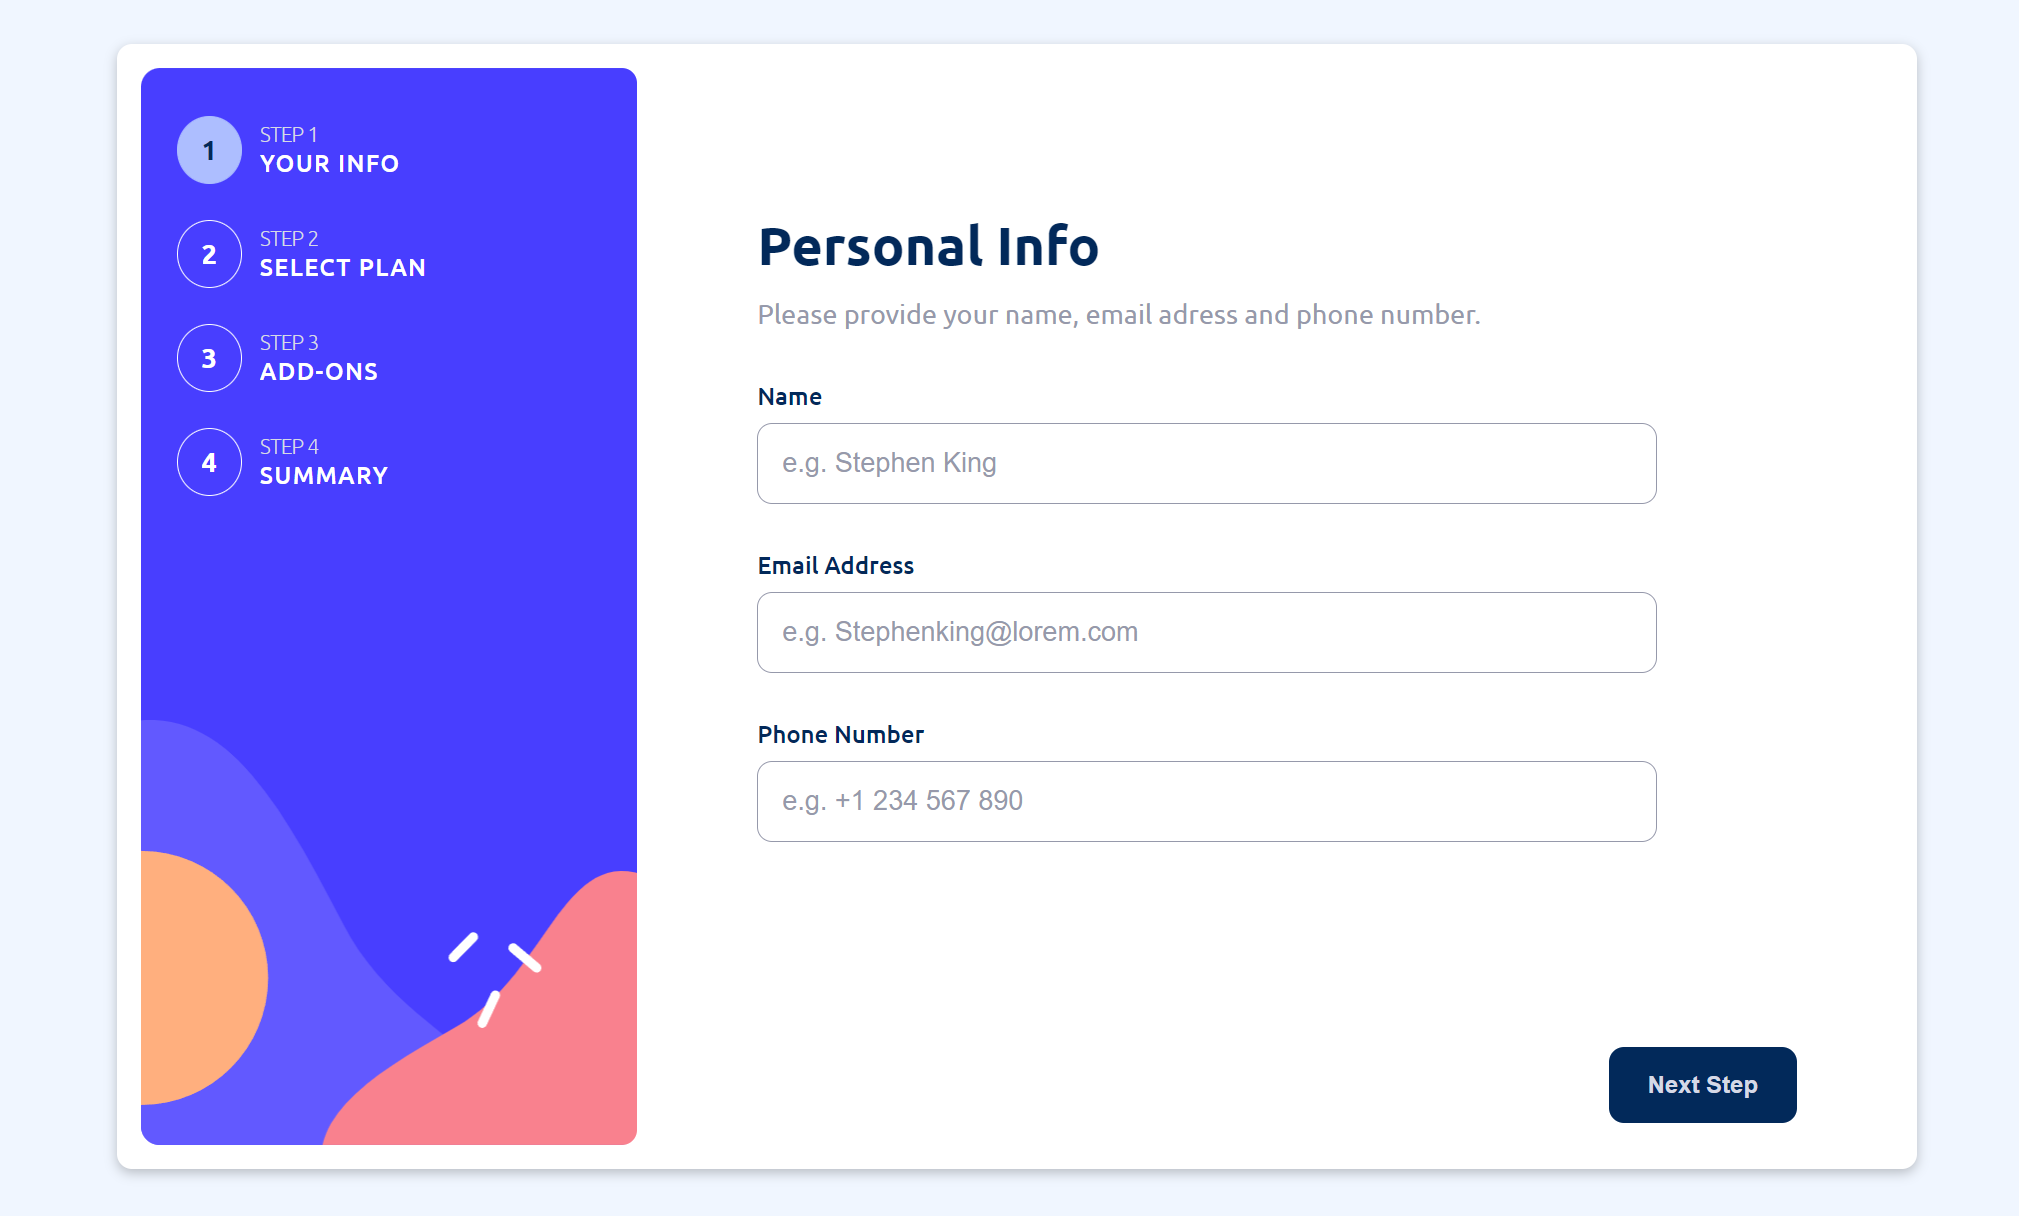 1
STEP 1
YOUR INFO
2
STEP 2
SELECT PLAN
3
STEP 3
ADD-ONS
4
STEP 4
SUMMARY
Personal Info
Please provide your name, email adress and phone number.
Name
e.g. Stephen King
Email Address
e.g. Stephenking@lorem.com
Phone Number
e.g. +1 234 567 890
Next Step